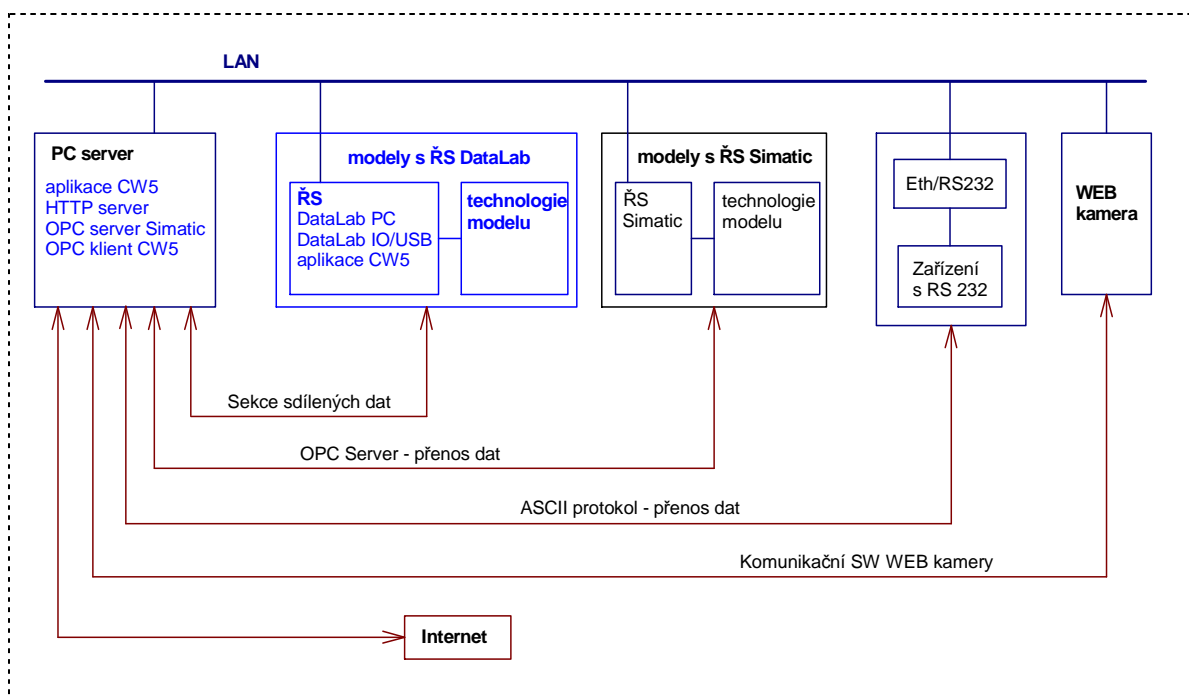 LAN
PC server
aplikace CW5
HTTP server
OPC server Simatic
OPC klient CW5
modely s ŘS DataLab
ŘS
DataLab PC
DataLab IO/USB
aplikace CW5
technologie
modelu
modely s ŘS Simatic
ŘS
Simatic
technologie
modelu
Eth/RS232
Zařízení
s RS 232
WEB
kamera
Sekce sdílených dat
OPC Server - přenos dat
ASCII protokol - přenos dat
Komunikační SW WEB kamery
Internet